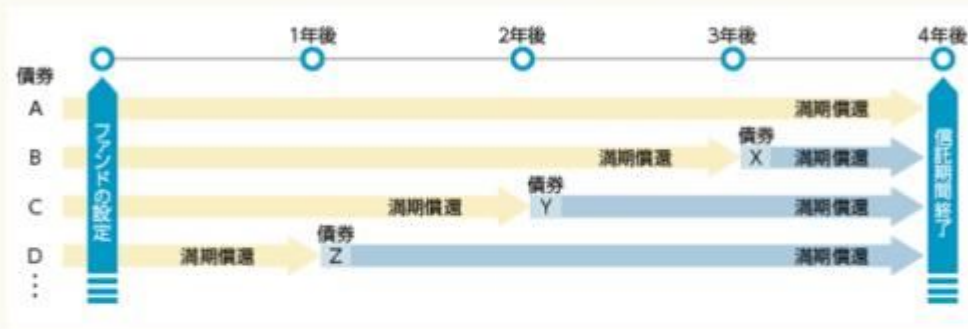 1年後 2年後 3年後 4年後
債券
A 満期償還
債券
B 満期償還 X 満期償還
債券
C 満期償還 Y 満期償還
債券
D 満期償還 Z 満期償還
⋮
ファンドの設定
信託期間終了